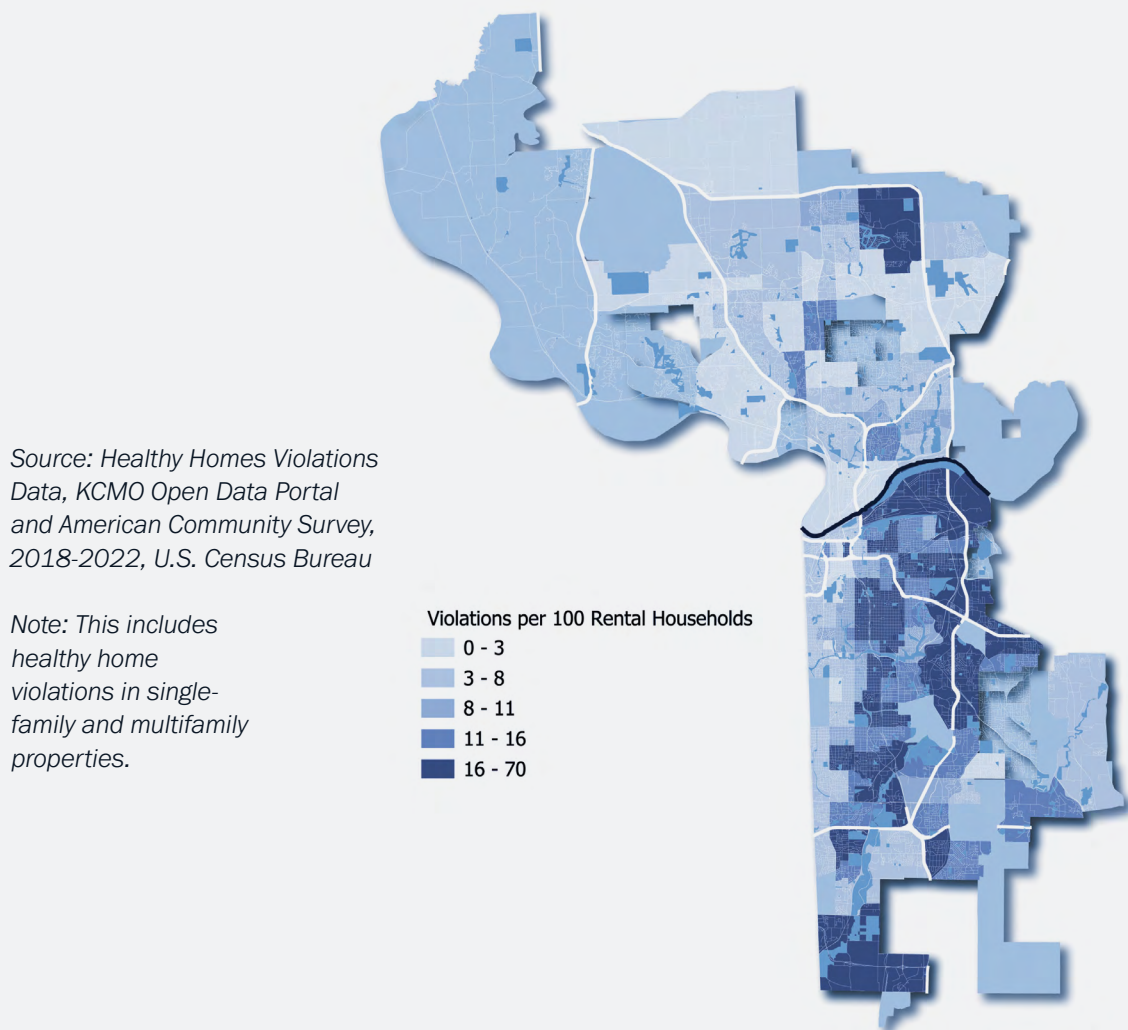 Source: Healthy Homes Violations
Data, KCMO Open Data Portal
and American Community Survey,
2018-2022, U.S. Census Bureau
Note: This includes
healthy home
violations in single-
family and multifamily
properties.
Violations per 100 Rental Households
0 - 3
3 - 8
8 - 11
11 - 16
16 - 70